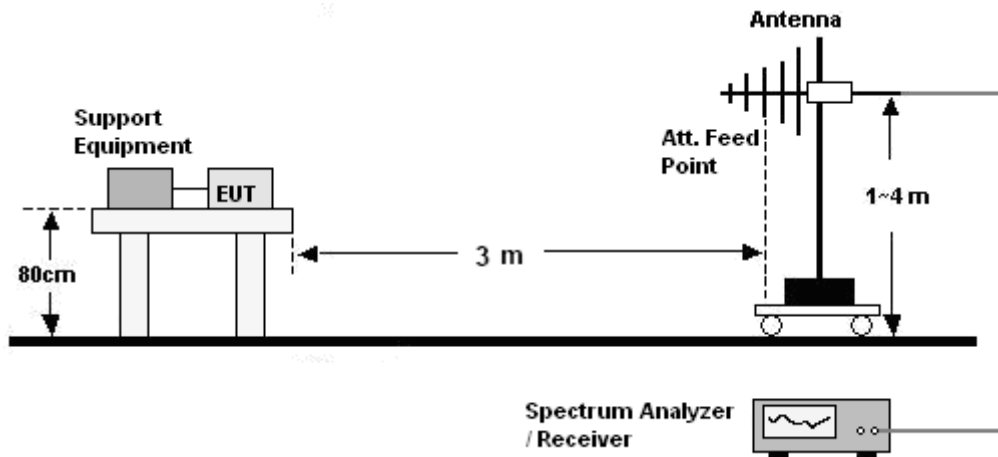 Antenna
Support
Equipment
Att. Feed
Point
EUT
1~4 m
3 m
80cm
Spectrum Analyzer
/ Receiver